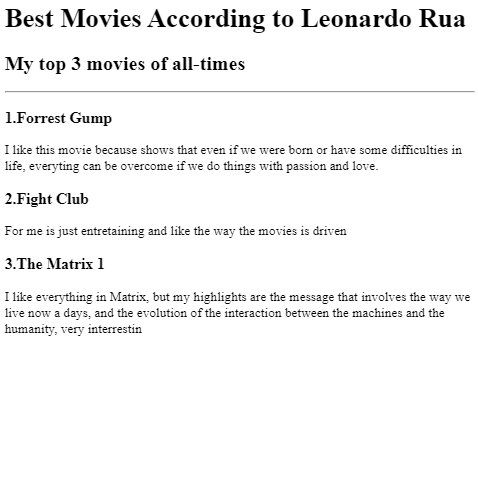 Best Movies According to Leonardo Rua
My top 3 movies of all-times
1.Forrest Gump
I like this movie because shows that even if we were born or have some difficulties in
life, everyting can be overcome if we do things with passion and love.
2.Fight Club
For me is just entretaining and like the way the movies is driven
3.The Matrix 1
I like everything in Matrix, but my highlights are the message that involves the way we
live now a days, and the evolution of the interaction between the machines and the
humanity, very interrestin